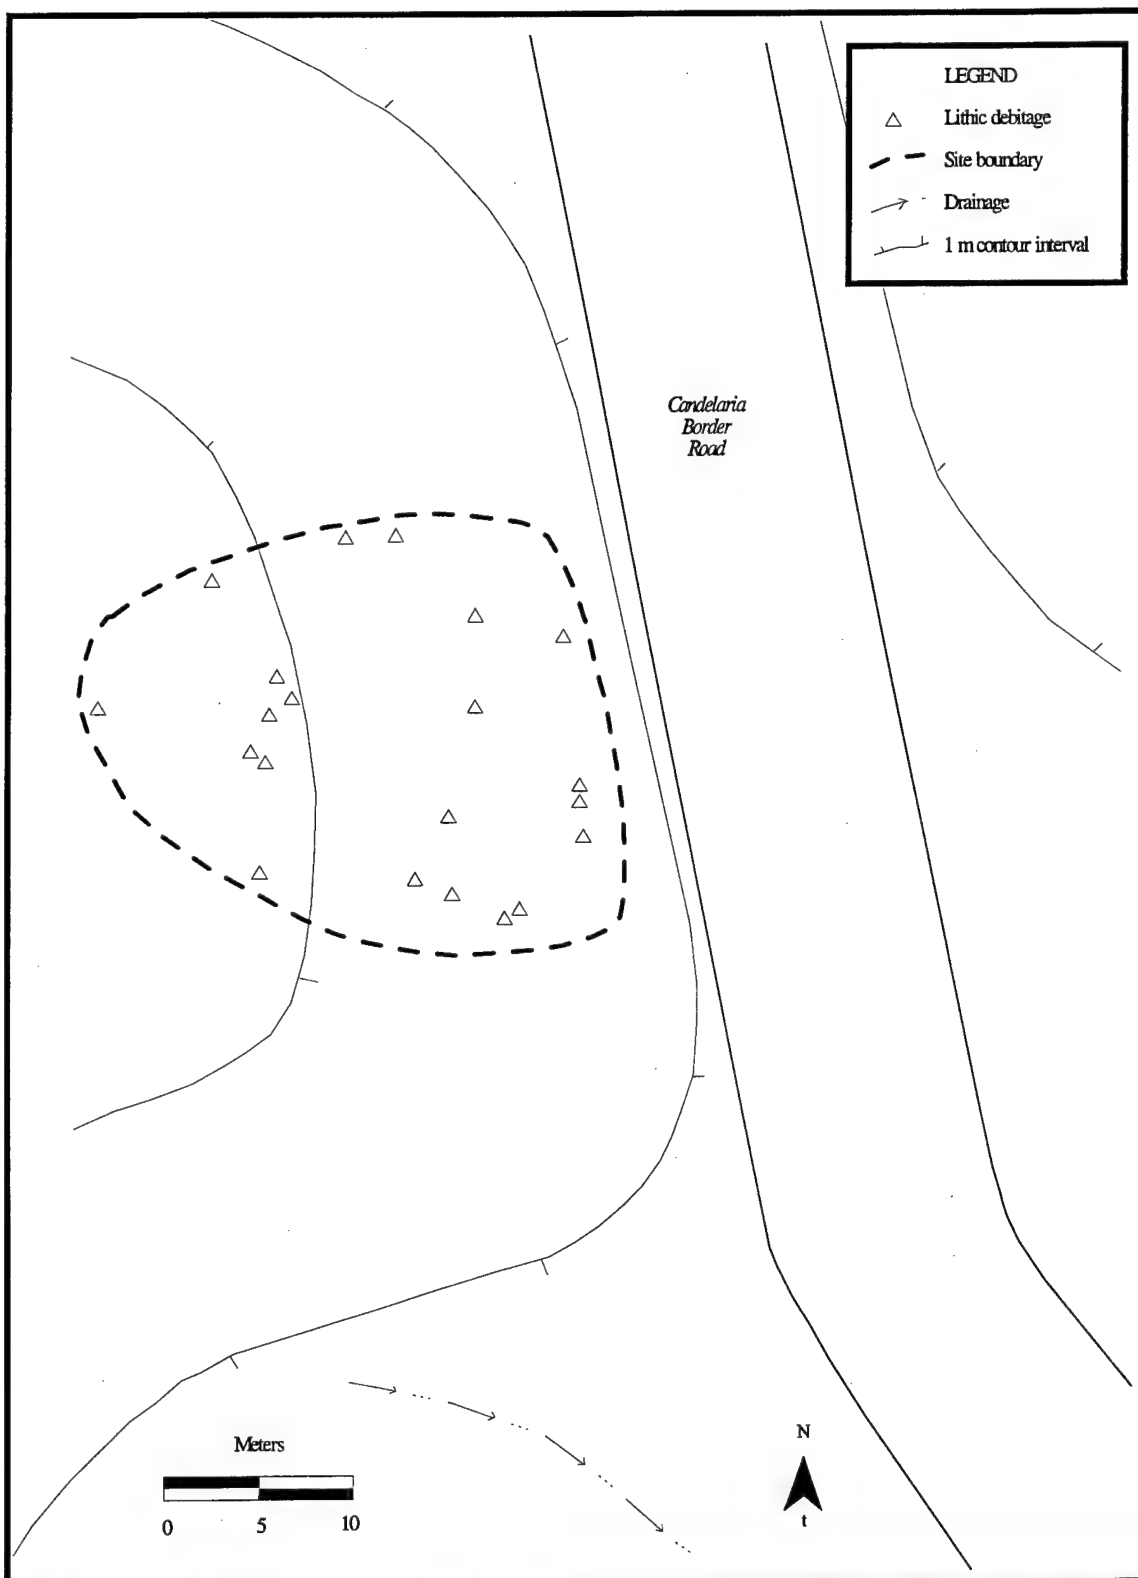 LEGEND
Lithic debitage
Site boundary
Drainage
1 m contour interval
Candelaria
Border
Road
Meters
0 5 10
N
t